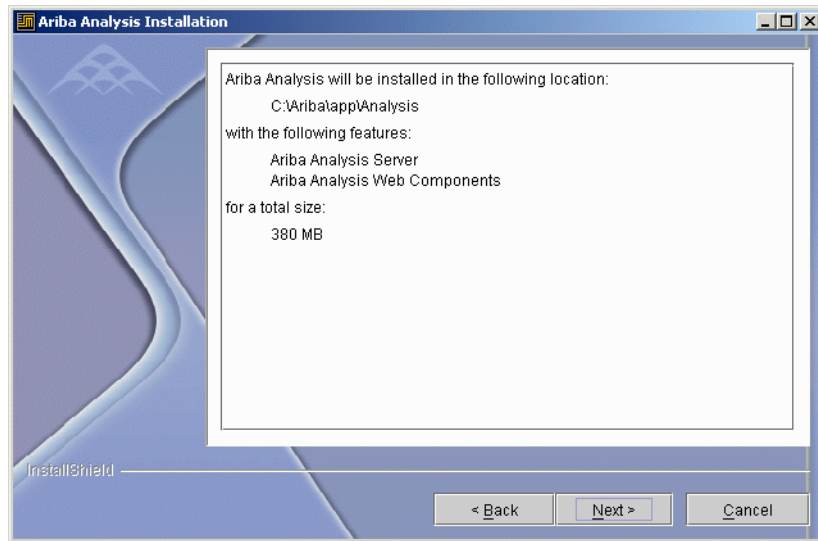 Ariba Analysis Installation
Ariba Analysis will be installed in the following location:
C:\Ariba\app\Analysis
with the following features:
Ariba Analysis Server
Ariba Analysis Web Components
for a total size:
380 MB
InstallShield
< Back
Next >
Cancel